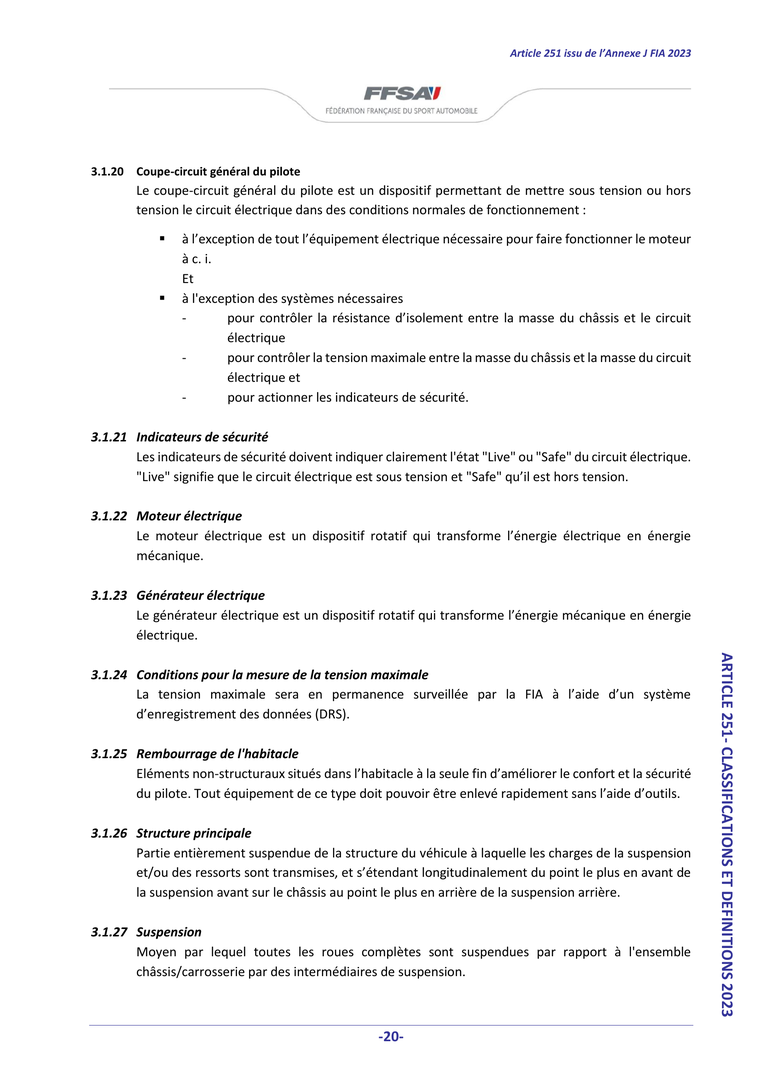 Article 251 issu de l'Annexe J FIA 2023
FFSA
FÉDÉRATION FRANÇAISE DU SPORT AUTOMOBILE
3.1.20 Coupe-circuit général du pilote
Le coupe-circuit général du pilote est un dispositif permettant de mettre sous tension ou hors
tension le circuit électrique dans des conditions normales de fonctionnement :
▪ à l’exception de tout l’équipement électrique nécessaire pour faire fonctionner le moteur
à c. i.
Et
▪ à l'exception des systèmes nécessaires
- pour contrôler la résistance d’isolement entre la masse du châssis et le circuit
électrique
- pour contrôler la tension maximale entre la masse du châssis et la masse du circuit
électrique et
- pour actionner les indicateurs de sécurité.
3.1.21 Indicateurs de sécurité
Les indicateurs de sécurité doivent indiquer clairement l'état "Live" ou "Safe" du circuit électrique.
"Live" signifie que le circuit électrique est sous tension et "Safe" qu’il est hors tension.
3.1.22 Moteur électrique
Le moteur électrique est un dispositif rotatif qui transforme l’énergie électrique en énergie
mécanique.
3.1.23 Générateur électrique
Le générateur électrique est un dispositif rotatif qui transforme l’énergie mécanique en énergie
électrique.
3.1.24 Conditions pour la mesure de la tension maximale
La tension maximale sera en permanence surveillée par la FIA à l’aide d’un système
d’enregistrement des données (DRS).
3.1.25 Rembourrage de l'habitacle
Eléments non-structuraux situés dans l’habitacle à la seule fin d’améliorer le confort et la sécurité
du pilote. Tout équipement de ce type doit pouvoir être enlevé rapidement sans l’aide d’outils.
3.1.26 Structure principale
Partie entièrement suspendue de la structure du véhicule à laquelle les charges de la suspension
et/ou des ressorts sont transmises, et s’étendant longitudinalement du point le plus en avant de
la suspension avant sur le châssis au point le plus en arrière de la suspension arrière.
3.1.27 Suspension
Moyen par lequel toutes les roues complètes sont suspendues par rapport à l'ensemble
châssis/carrosserie par des intermédiaires de suspension.
ARTICLE 251- CLASSIFICATIONS ET DEFINITIONS 2023
-20-